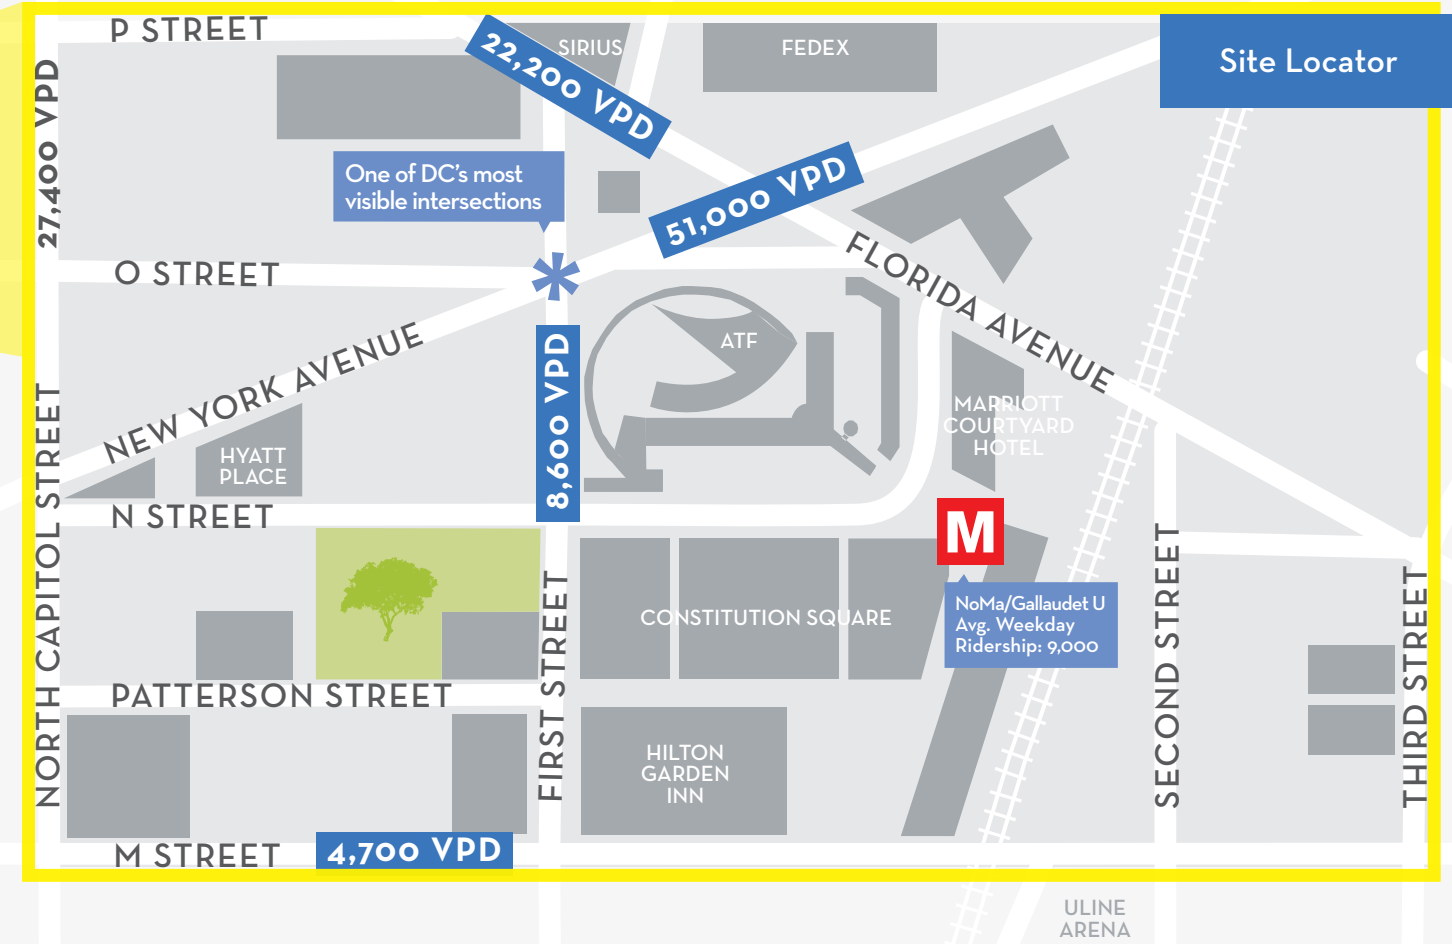 P STREET
SIRIUS
FEDEX
Site Locator
22,200 VPD
27,400 VPD
One of DC's most
visible intersections
51,000 VPD
O STREET
FLORIDA AVENUE
ATF
NEW YORK AVENUE
8,600 VPD
MARRIOTT
COURTYARD
HOTEL
HYATT
PLACE
N STREET
M
NORTH CAPITOL STREET
FIRST STREET
CONSTITUTION SQUARE
NoMa/Gallaudet U
Avg. Weekday
Ridership: 9,000
SECOND STREET
THIRD STREET
PATTERSON STREET
HILTON
GARDEN
INN
M STREET
4,700 VPD
ULINE
ARENA